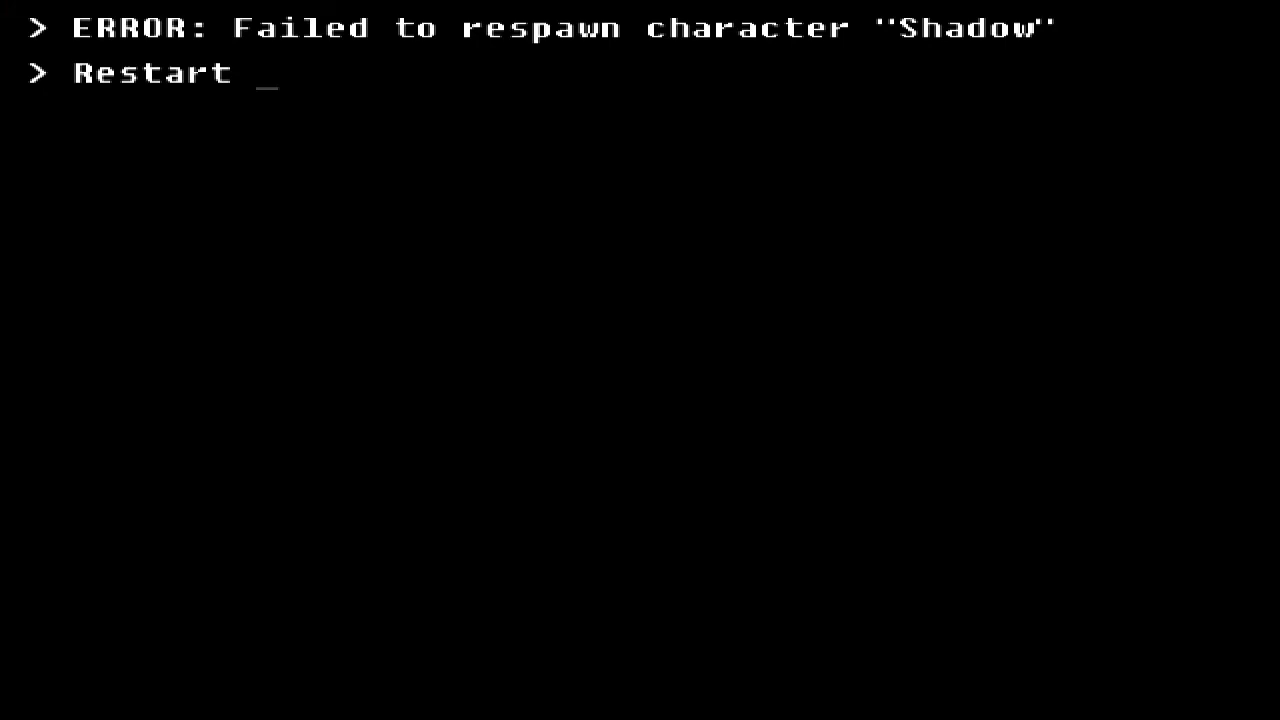 > ERROR: Failed to respawn character "Shadow"
> Restart _